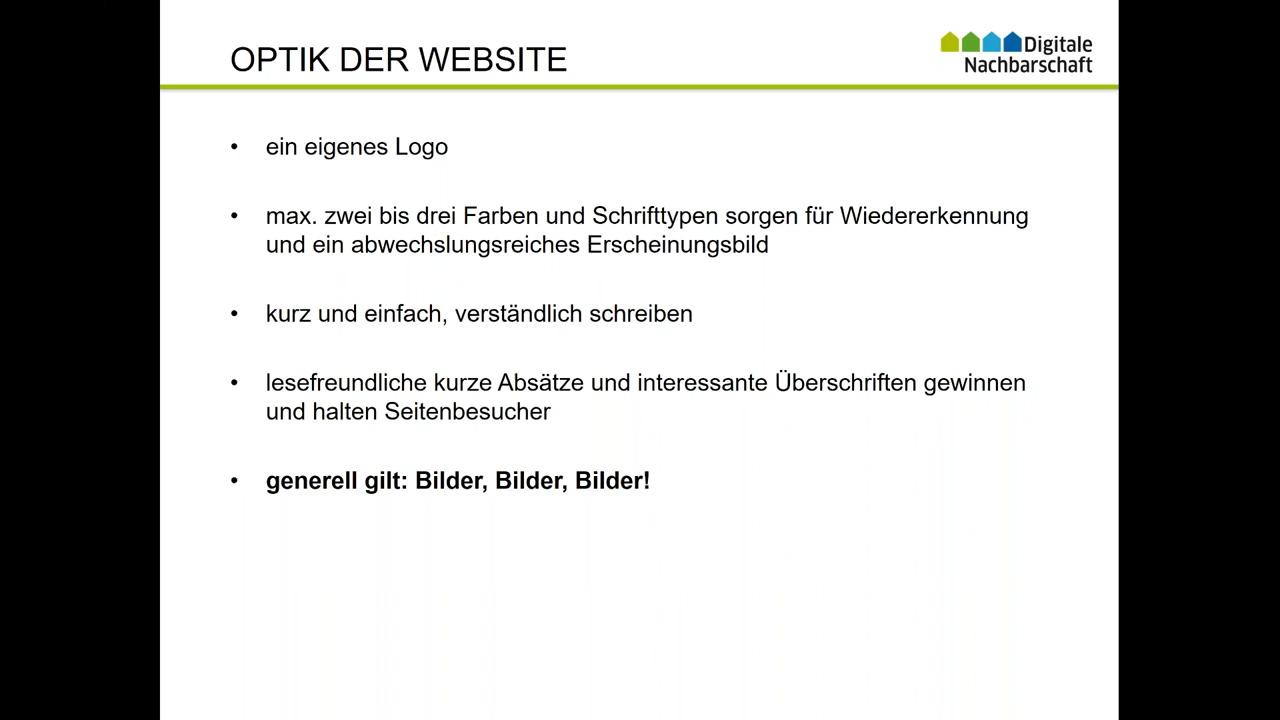 OPTIK DER WEBSITE
Digitale
Nachbarschaft
• ein eigenes Logo
• max. zwei bis drei Farben und Schrifttypen sorgen für Wiedererkennung
und ein abwechslungsreiches Erscheinungsbild
• kurz und einfach, verständlich schreiben
• lesefreundliche kurze Absätze und interessante Überschriften gewinnen
und halten Seitenbesucher
• generell gilt: Bilder, Bilder, Bilder!